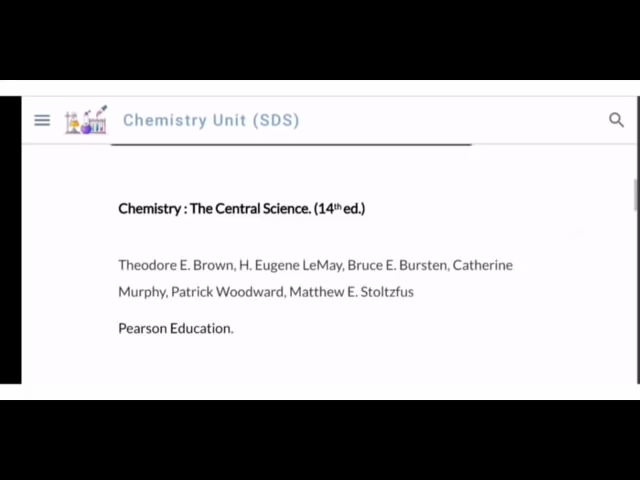 Chemistry Unit (SDS)
Chemistry : The Central Science. (14th ed.)
Theodore E. Brown, H. Eugene LeMay, Bruce E. Bursten, Catherine
Murphy, Patrick Woodward, Matthew E. Stoltzfus
Pearson Education.